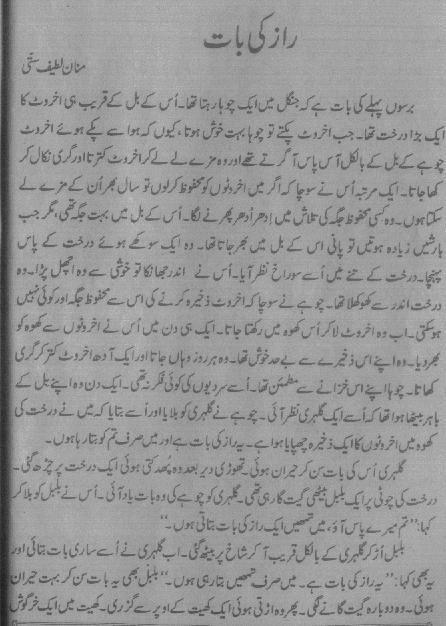 راز کی بات
منان لطیف ستی
برسوں پہلے کی بات ہے کہ جنگل میں ایک چوہا رہتا تھا۔ اُس کے بل کے قریب ہی اخروٹ کا
ایک بڑا درخت تھا۔ جب اخروٹ پکتے تو چوہا بہت خوش ہوتا، کیوں کہ ہوا سے پکے ہوئے اخروٹ
چوہے کے بل کے بالکل آس پاس آ گرتے تھے اور وہ مزے لے لے کر اخروٹ کترتا اور گری نکال کر
کھا جاتا۔ ایک مرتبہ اُس نے سوچا کہ اگر میں اخروٹوں کو محفوظ کر لوں تو سال بھر اُن کے مزے لے
سکتا ہوں۔ وہ کسی محفوظ جگہ کی تلاش میں اِدھر اُدھر پھرنے لگا۔ اُس کے بل میں بہت جگہ تھی، مگر جب
بارشیں زیادہ ہوتیں تو پانی اس کے بل میں بھر جاتا تھا۔ وہ ایک سوکھے ہوئے درخت کے پاس
پہنچا۔ درخت کے تنے میں اُسے سوراخ نظر آیا۔ اُس نے اندر جھانکا تو خوشی سے وہ اُچھل پڑا۔ وہ
درخت اندر سے کھوکھلا تھا۔ چوہے نے سوچا کہ اخروٹ ذخیرہ کرنے کی اس سے محفوظ جگہ اور کوئی نہیں
ہو سکتی۔ اب وہ اخروٹ لا کر اُس کھوہ میں رکھتا جاتا۔ ایک ہی دن میں اُس نے اخروٹوں سے کھوہ کو
بھر دیا۔ وہ اپنے اس ذخیرے سے بے حد خوش تھا۔ وہ ہر روز وہاں جاتا اور ایک آدھ اخروٹ کتر کر گری
کھاتا۔ چوہا اپنے اس خزانے سے مطمئن تھا۔ اُسے سردیوں کی کوئی فکر نہ تھی۔ ایک دن وہ اپنے بل کے
باہر بیٹھا ہوا تھا کہ اُسے ایک گلہری نظر آئی۔ چوہے نے گلہری کو بلایا اور اُسے بتایا کہ میں نے درخت کی
کھوہ میں اخروٹوں کا ایک ذخیرہ چھپایا ہوا ہے۔ یہ راز کی بات ہے اور میں صرف تم کو بتا رہا ہوں۔
گلہری اُس کی بات سن کر حیران ہوئی۔ تھوڑی دیر بعد وہ پُھدکتی ہوئی ایک درخت پر چڑھ گئی۔
درخت کی چوٹی پر ایک بلبل بیٹھی گیت گا رہی تھی۔ گلہری کو چوہے کی وہ بات یاد آئی۔ اُس نے بلبل کو بلا کر
کہا: ”تم میرے پاس آؤ، میں تمھیں ایک راز کی بات بتاتی ہوں۔“
بلبل اُڑ کر گلہری کے بالکل قریب آ کر شاخ پر بیٹھ گئی۔ اب گلہری نے اُسے ساری بات بتائی اور
یہ بھی کہا: ”یہ راز کی بات ہے۔ میں صرف تمھیں بتا رہی ہوں۔“ بلبل بھی یہ بات سن کر بہت حیران
ہوئی۔ وہ دوبارہ گیت گانے لگی۔ پھر وہ اڑتی ہوئی ایک کھیت کے اوپر سے گزری۔ کھیت میں ایک خرگوش